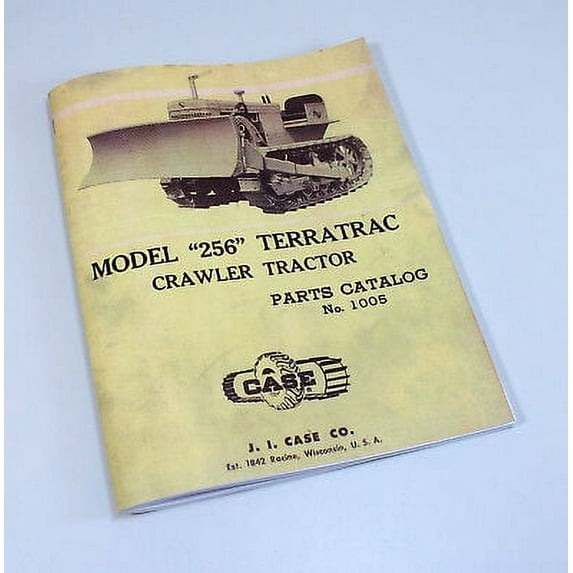 MODEL "256" TERRATRAC
CRAWLER TRACTOR
PARTS CATALOG
No. 1005
CASE
J. I. CASE CO.
Est. 1842 Racine, Wisconsin, U. S. A.